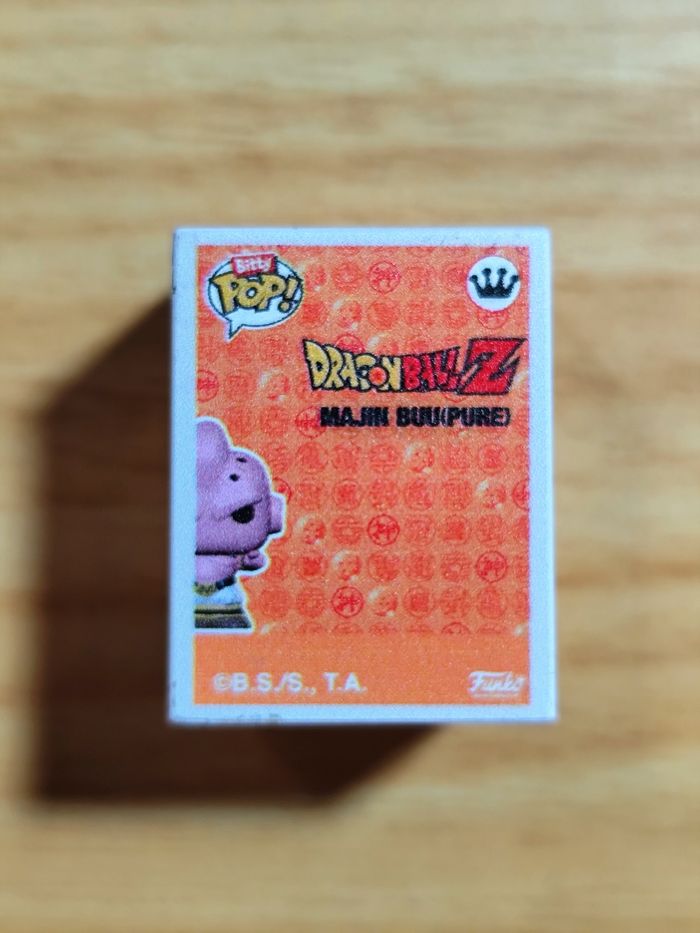 Bitty
POP!
DRAGON BALL Z
MAJIN BUU(PURE)
©B.S./S., T.A.
Funko